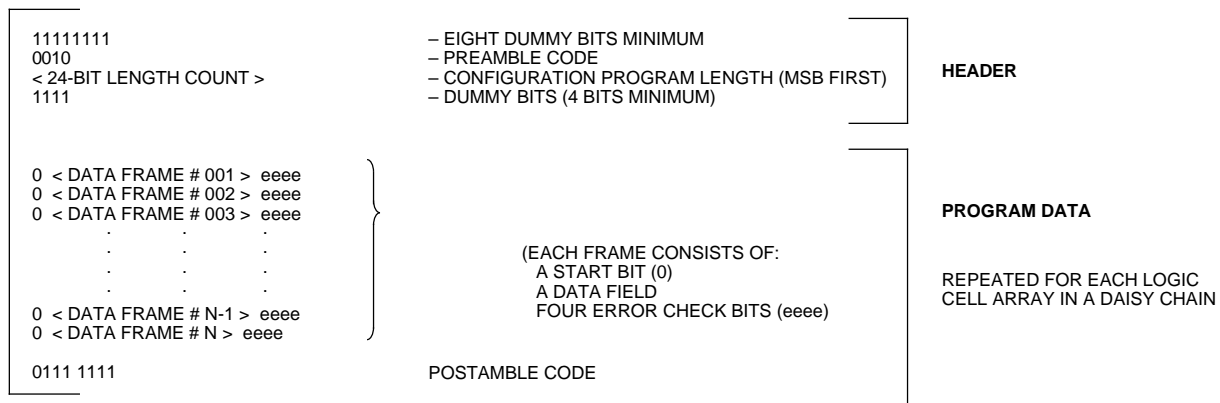 11111111 – EIGHT DUMMY BITS MINIMUM
0010 – PREAMBLE CODE
< 24-BIT LENGTH COUNT > – CONFIGURATION PROGRAM LENGTH (MSB FIRST)
1111 – DUMMY BITS (4 BITS MINIMUM)
HEADER
0 < DATA FRAME # 001 > eeee
0 < DATA FRAME # 002 > eeee
0 < DATA FRAME # 003 > eeee
. . .
. . .
. . .
. . .
0 < DATA FRAME # N-1 > eeee
0 < DATA FRAME # N > eeee
(EACH FRAME CONSISTS OF:
A START BIT (0)
A DATA FIELD
FOUR ERROR CHECK BITS (eeee)
PROGRAM DATA
REPEATED FOR EACH LOGIC
CELL ARRAY IN A DAISY CHAIN
0111 1111 POSTAMBLE CODE